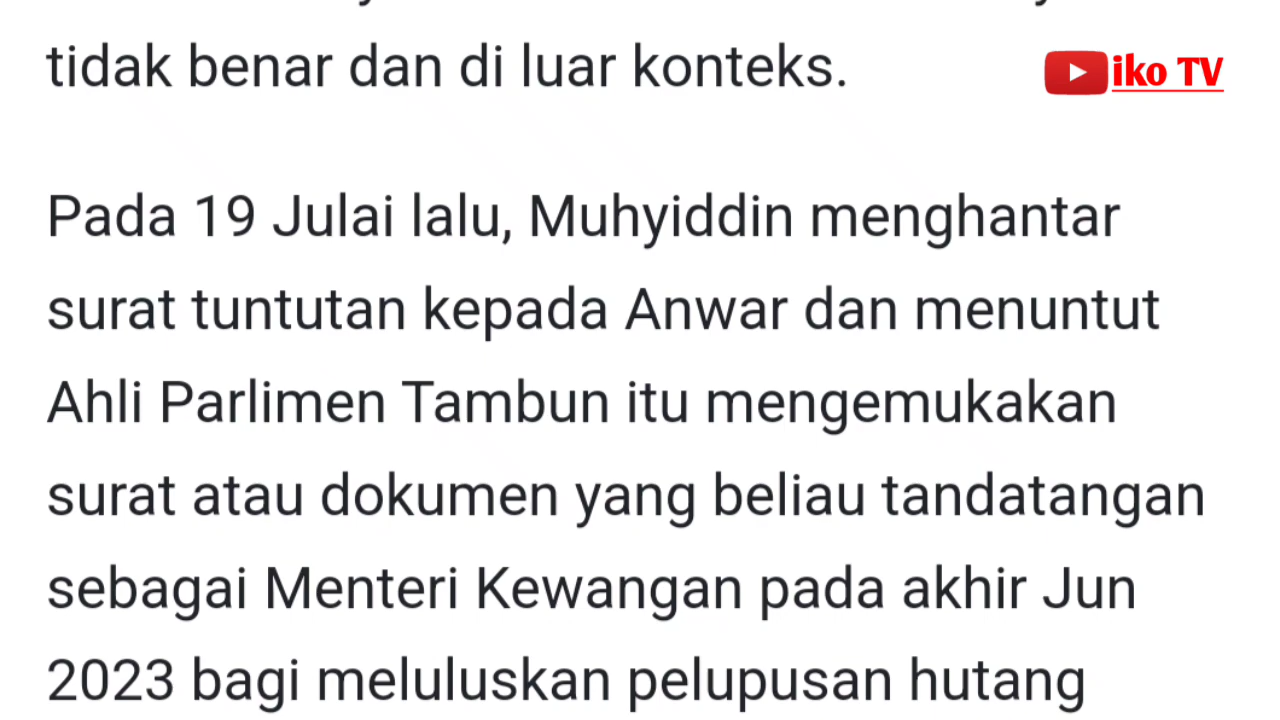 tidak benar dan di luar konteks.
iko TV
Pada 19 Julai lalu, Muhyiddin menghantar
surat tuntutan kepada Anwar dan menuntut
Ahli Parlimen Tambun itu mengemukakan
surat atau dokumen yang beliau tandatangan
sebagai Menteri Kewangan pada akhir Jun
2023 bagi meluluskan pelupusan hutang